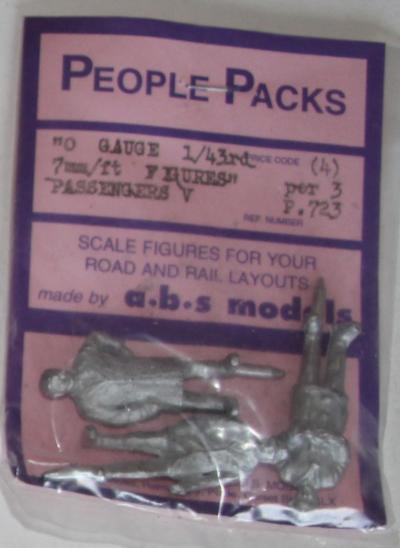 PEOPLE PACKS
"O GAUGE 1/43rd PRICE CODE (4)
7mm/ft FIGURES" per 3
PASSENGERS V P.723
REF. NUMBER
SCALE FIGURES FOR YOUR
ROAD AND RAIL LAYOUTS
made by a.b.s models